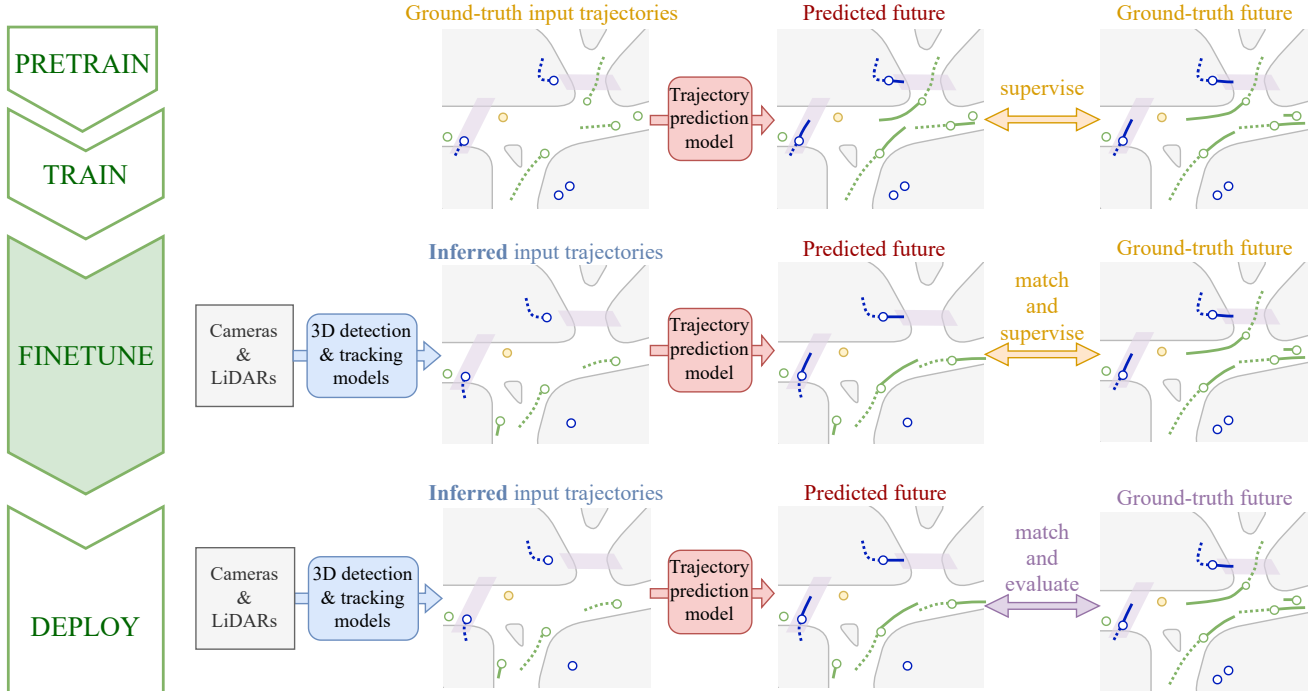 PRETRAIN
TRAIN
Ground-truth input trajectories
Predicted future
Ground-truth future
Trajectory
prediction
model
supervise
FINETUNE
Cameras
&
LiDARs
3D detection
& tracking
models
Inferred input trajectories
Trajectory
prediction
model
Predicted future
match
and
supervise
Ground-truth future
DEPLOY
Cameras
&
LiDARs
3D detection
& tracking
models
Inferred input trajectories
Trajectory
prediction
model
Predicted future
match
and
evaluate
Ground-truth future